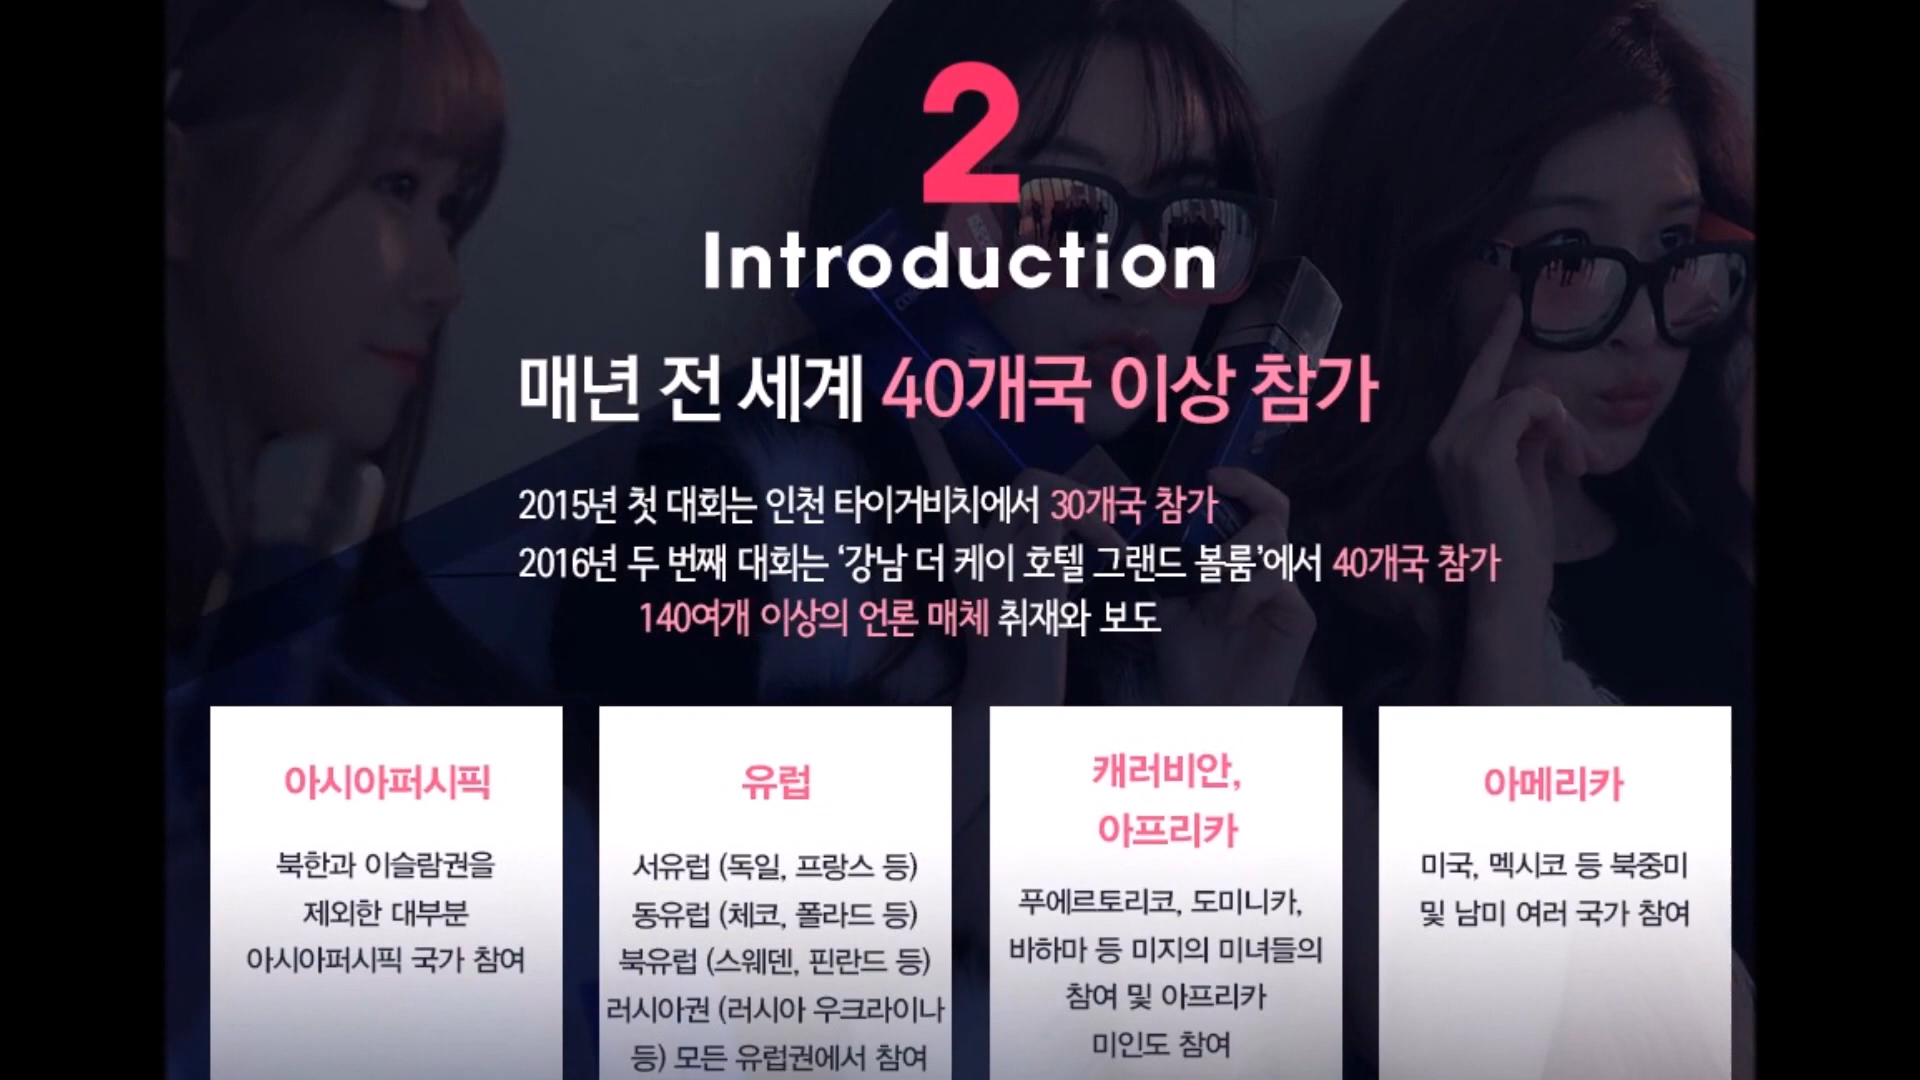 2
Introduction
매년 전 세계 40개국 이상 참가
2015년 첫 대회는 인천 타이거비치에서 30개국 참가
2016년 두 번째 대회는 ‘강남 더 케이 호텔 그랜드 볼룸’에서 40개국 참가
140여개 이상의 언론 매체 취재와 보도
아시아퍼시픽
북한과 이슬람권을
제외한 대부분
아시아퍼시픽 국가 참여
유럽
서유럽 (독일, 프랑스 등)
동유럽 (체코, 폴라드 등)
북유럽 (스웨덴, 핀란드 등)
러시아권 (러시아 우크라이나
등) 모든 유럽권에서 참여
캐러비안,
아프리카
푸에르토리코, 도미니카,
바하마 등 미지의 미녀들의
참여 및 아프리카
미인도 참여
아메리카
미국, 멕시코 등 북중미
및 남미 여러 국가 참여